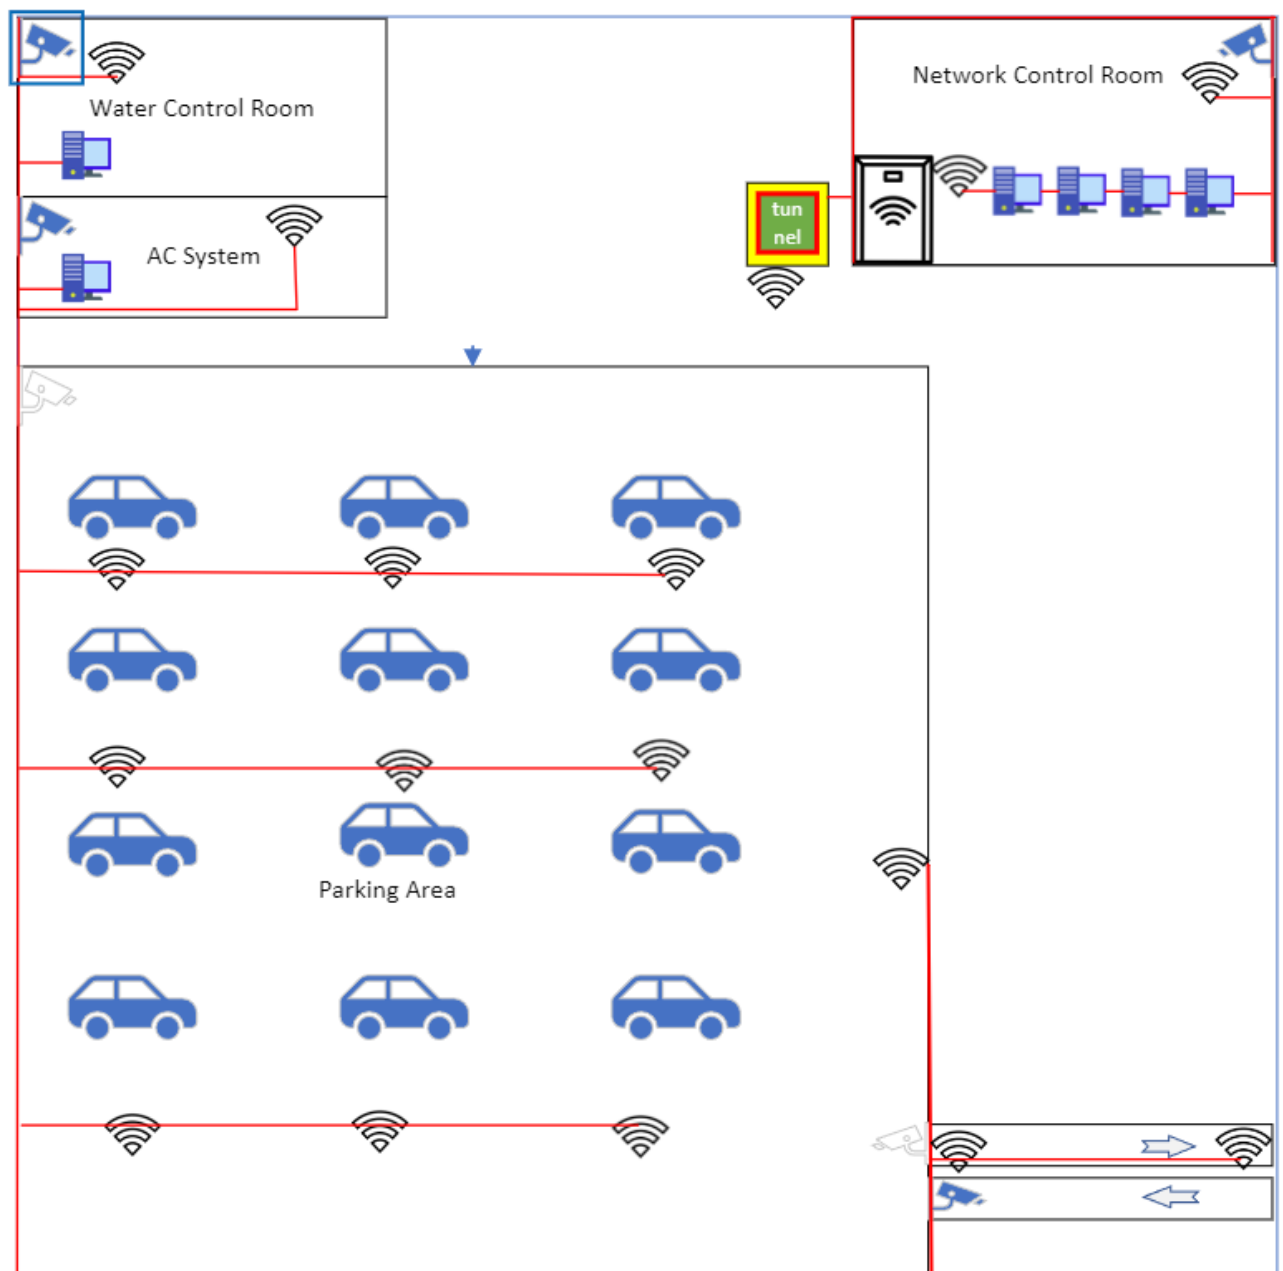 Network Control Room
Water Control Room
tun
nel
AC System
Parking Area